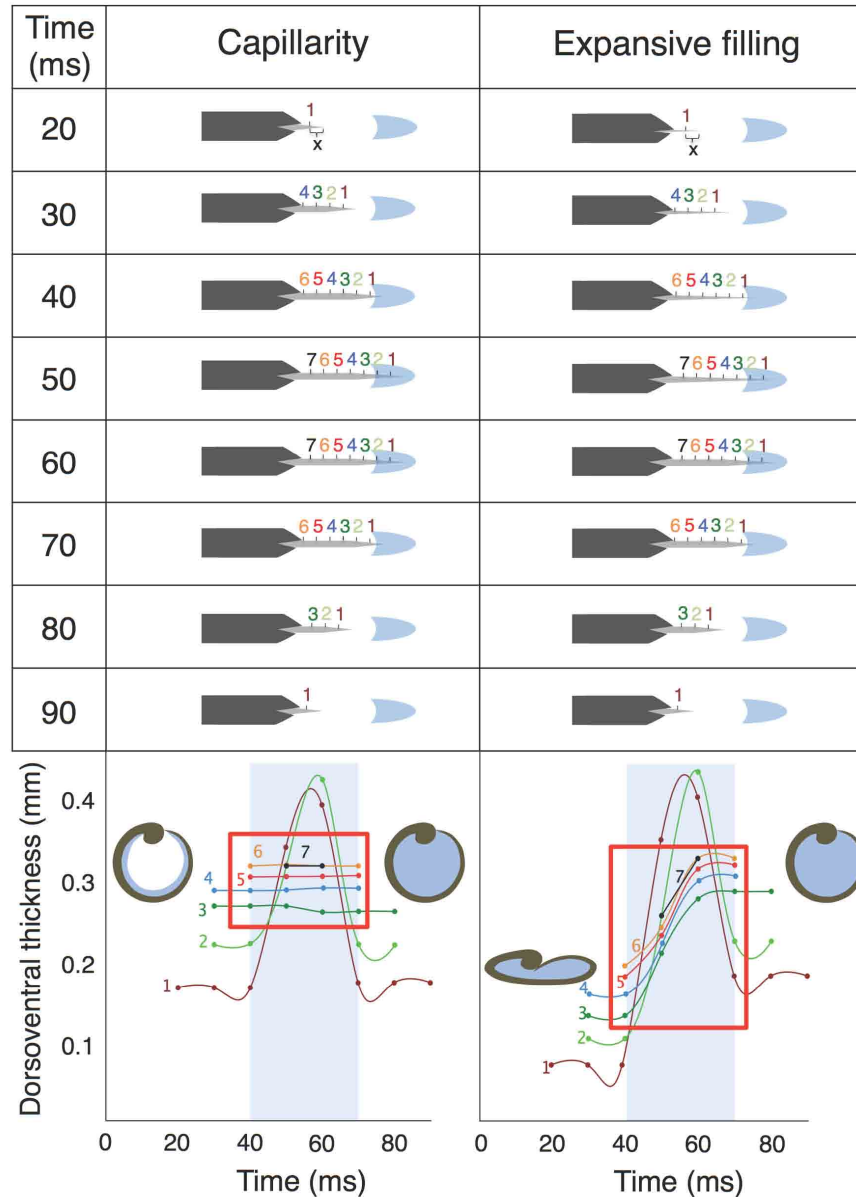 Time (ms) Capillarity Expansive filling
20 1 x 1 x
30 4 3 2 1 4 3 2 1
40 6 5 4 3 2 1 6 5 4 3 2 1
50 7 6 5 4 3 2 1 7 6 5 4 3 2 1
60 7 6 5 4 3 2 1 7 6 5 4 3 2 1
70 6 5 4 3 2 1 6 5 4 3 2 1
80 3 2 1 3 2 1
90 1 1
Dorsoventral thickness (mm)
0.4
0.3
0.2
0.1
6 7
5
4
3
2
1
7
6
5
4
3
2
1
0 20 40 60 80 0 20 40 60 80
Time (ms) Time (ms)